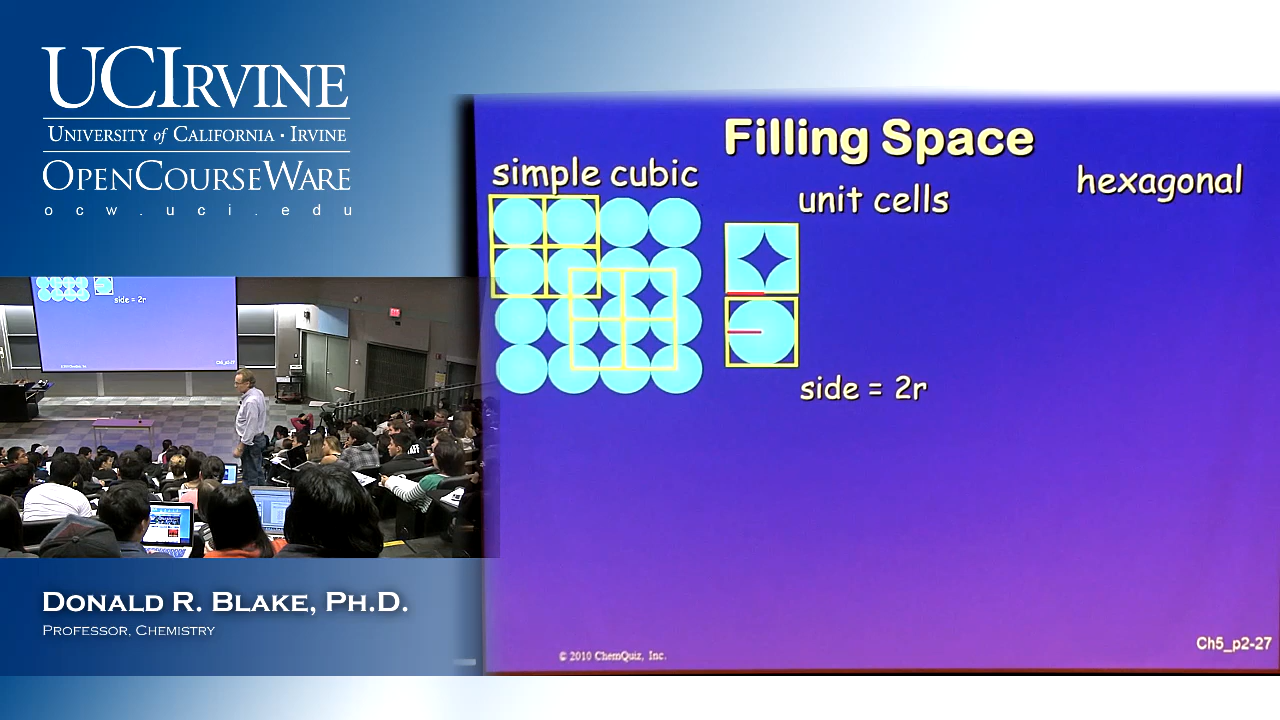 UCIRVINE
UNIVERSITY of CALIFORNIA · IRVINE
OPENCOURSEWARE
ocw.uci.edu
side = 2r
DONALD R. BLAKE, PH.D.
PROFESSOR, CHEMISTRY
Filling Space
simple cubic
unit cells
hexagonal
side = 2r
© 2010 ChemQuiz, Inc.
Ch5_p2-27